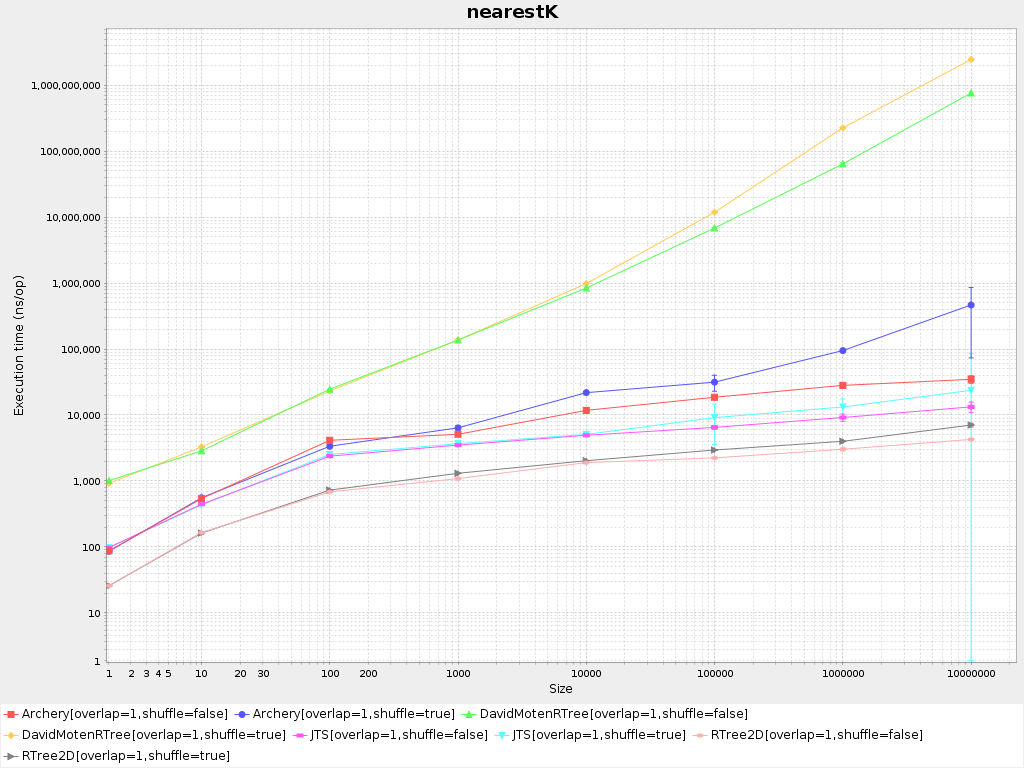 nearestK
Execution time (ns/op)
1,000,000,000
100,000,000
10,000,000
1,000,000
100,000
10,000
1,000
100
10
1
1 2 3 4 5 10 20 30 100 200 1000 10000 100000 1000000 10000000
Size
Archery[overlap=1,shuffle=false] Archery[overlap=1,shuffle=true] DavidMotenRTree[overlap=1,shuffle=false]
DavidMotenRTree[overlap=1,shuffle=true] JTS[overlap=1,shuffle=false] JTS[overlap=1,shuffle=true] RTree2D[overlap=1,shuffle=false]
RTree2D[overlap=1,shuffle=true]